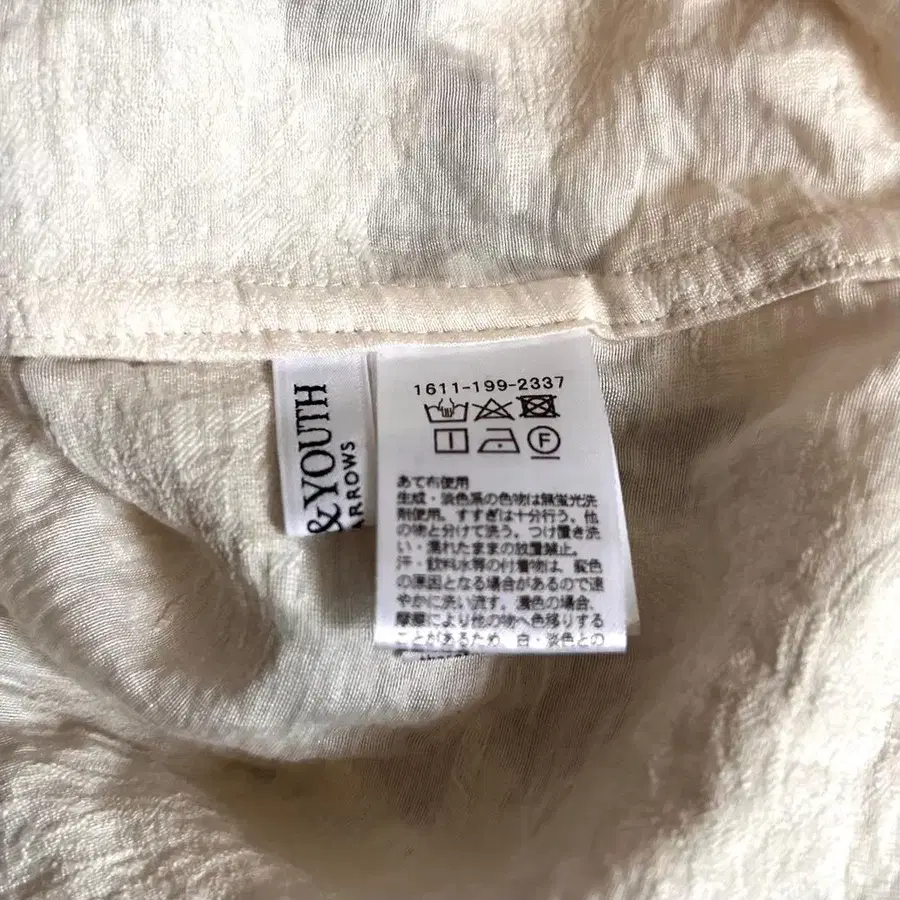 &YOUTH
ARROWS
1611-199-2337
F
あて布使用
生成・淡色系の色物は無蛍光洗
剤使用。すすぎは十分行う。他
の物と分けて洗う。つけ置き洗
い・濡れたままの放置禁止。
汗・飲料水等の付着物は、変色
の原因となる場合があるので速
やかに洗い流す。濃色の場合、
摩擦により他の物へ色移りする
ことがあるため、白・淡色との